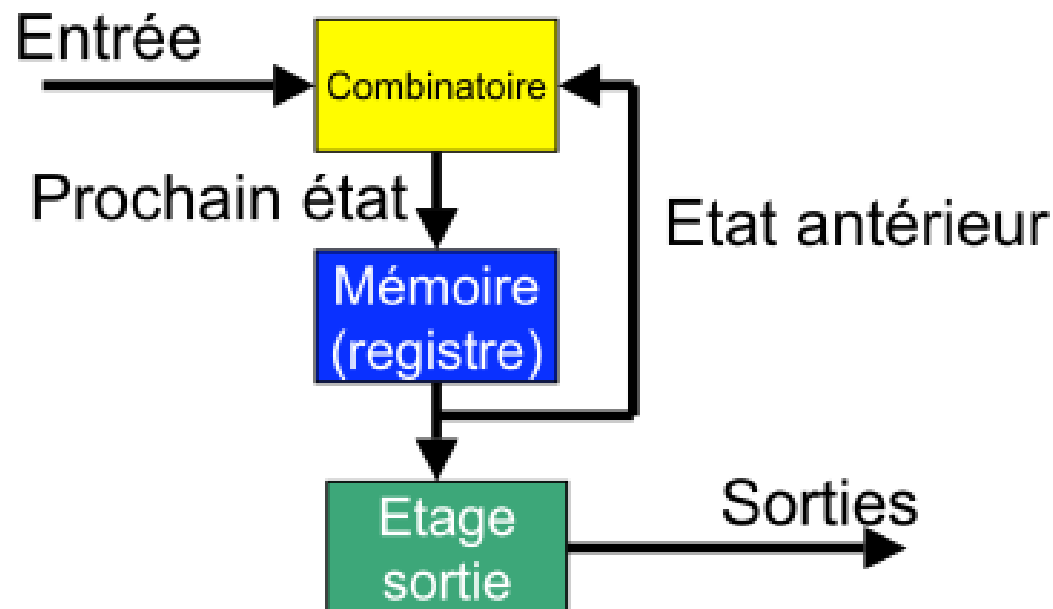 Entrée
Combinatoire
Prochain état
Etat antérieur
Mémoire
(registre)
Etage
sortie
Sorties